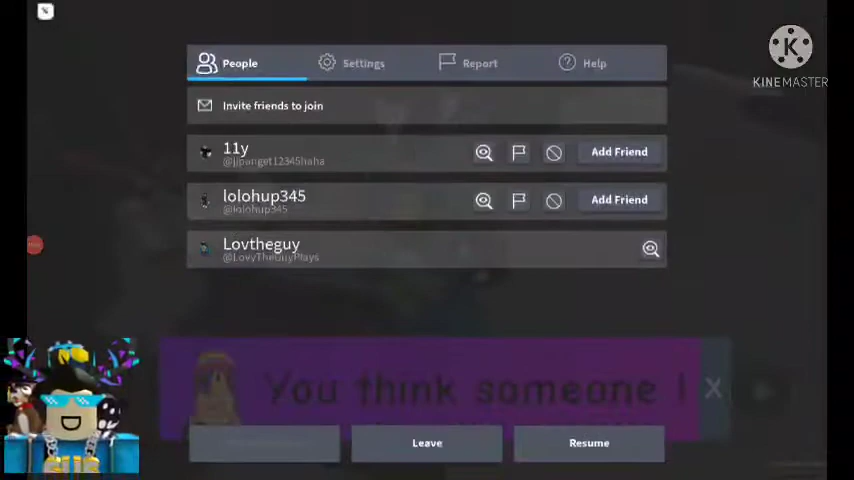 People
Settings
Report
Help
KINEMASTER
Invite friends to join
11y
@jjpanget12345haha
Add Friend
lolohup345
@lolohup345
Add Friend
Lovtheguy
@LovyTheGuyPlays
You think someone
X
Leave
Resume